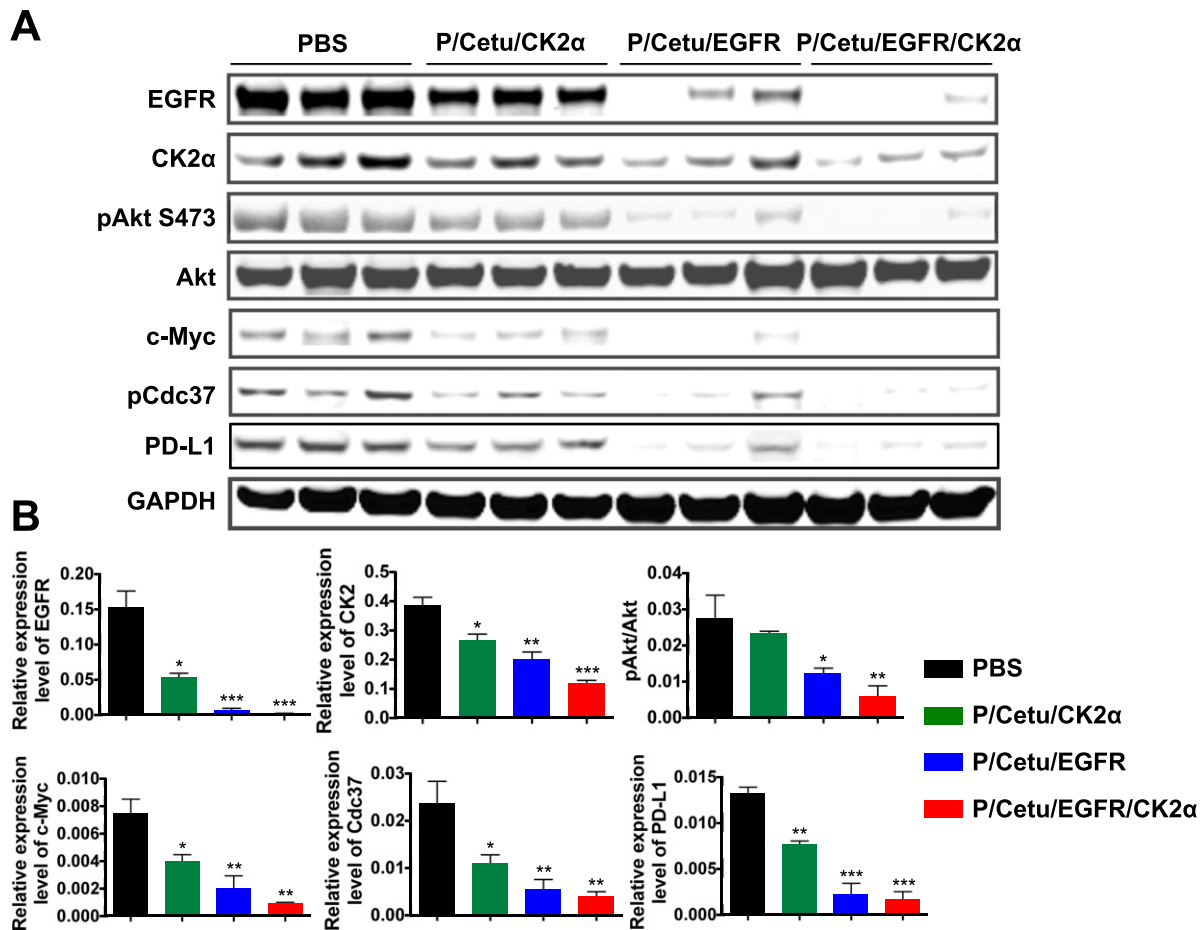 A
PBS P/Cetu/CK2α P/Cetu/EGFR P/Cetu/EGFR/CK2α
EGFR
CK2α
pAkt S473
Akt
c-Myc
pCdc37
PD-L1
GAPDH
B
Relative expression
level of EGFR
0.20
0.15
0.10
0.05
0.00
*
***
***
Relative expression
level of CK2
0.5
0.4
0.3
0.2
0.1
0.0
*
**
***
pAkt/Akt
0.04
0.03
0.02
0.01
0.00
*
**
PBS
P/Cetu/CK2α
P/Cetu/EGFR
P/Cetu/EGFR/CK2α
Relative expression
level of c-Myc
0.010
0.008
0.006
0.004
0.002
0.000
*
**
**
Relative expression
level of Cdc37
0.03
0.02
0.01
0.00
*
**
**
Relative expression
level of PD-L1
0.015
0.010
0.005
0.000
**
***
***